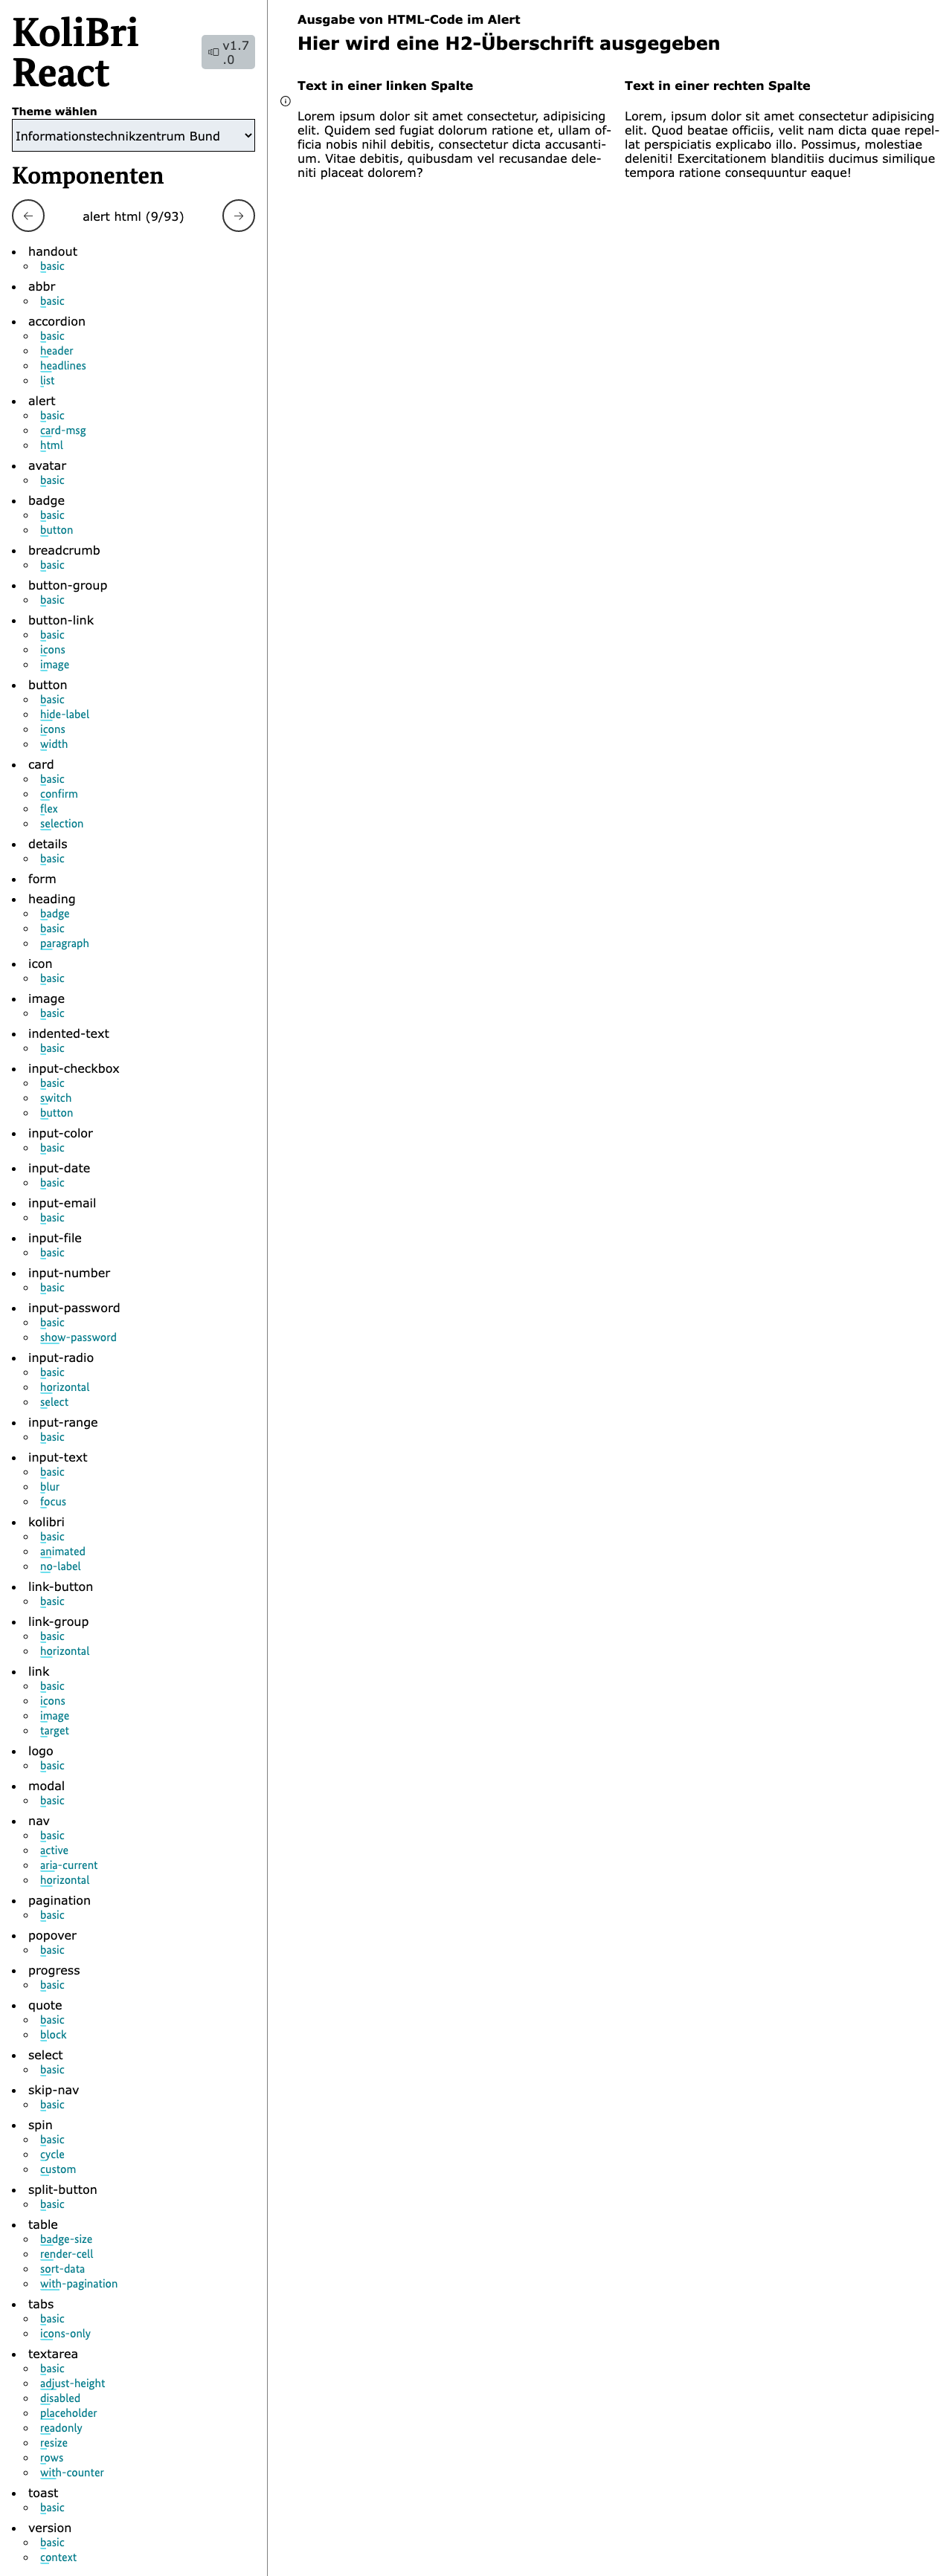 KoliBri
React
v1.7
.0
Theme wählen
Informationstechnikzentrum Bund
Komponenten
alert html (9/93)
handout
basic
abbr
basic
accordion
basic
header
headlines
list
alert
basic
card-msg
html
avatar
basic
badge
basic
button
breadcrumb
basic
button-group
basic
button-link
basic
icons
image
button
basic
hide-label
icons
width
card
basic
confirm
flex
selection
details
basic
form
heading
badge
basic
paragraph
icon
basic
image
basic
indented-text
basic
input-checkbox
basic
switch
button
input-color
basic
input-date
basic
input-email
basic
input-file
basic
input-number
basic
input-password
basic
show-password
input-radio
basic
horizontal
select
input-range
basic
input-text
basic
blur
focus
kolibri
basic
animated
no-label
link-button
basic
link-group
basic
horizontal
link
basic
icons
image
target
logo
basic
modal
basic
nav
basic
active
aria-current
horizontal
pagination
basic
popover
basic
progress
basic
quote
basic
block
select
basic
skip-nav
basic
spin
basic
cycle
custom
split-button
basic
table
badge-size
render-cell
sort-data
with-pagination
tabs
basic
icons-only
textarea
basic
adjust-height
disabled
placeholder
readonly
resize
rows
with-counter
toast
basic
version
basic
context
Ausgabe von HTML-Code im Alert
Hier wird eine H2-Überschrift ausgegeben
Text in einer linken Spalte
Lorem ipsum dolor sit amet consectetur, adipisicing
elit. Quidem sed fugiat dolorum ratione et, ullam of-
ficia nobis nihil debitis, consectetur dicta accusanti-
um. Vitae debitis, quibusdam vel recusandae dele-
niti placeat dolorem?
Text in einer rechten Spalte
Lorem, ipsum dolor sit amet consectetur adipisicing
elit. Quod beatae officiis, velit nam dicta quae repel-
lat perspiciatis explicabo illo. Possimus, molestiae
deleniti! Exercitationem blanditiis ducimus similique
tempora ratione consequuntur eaque!